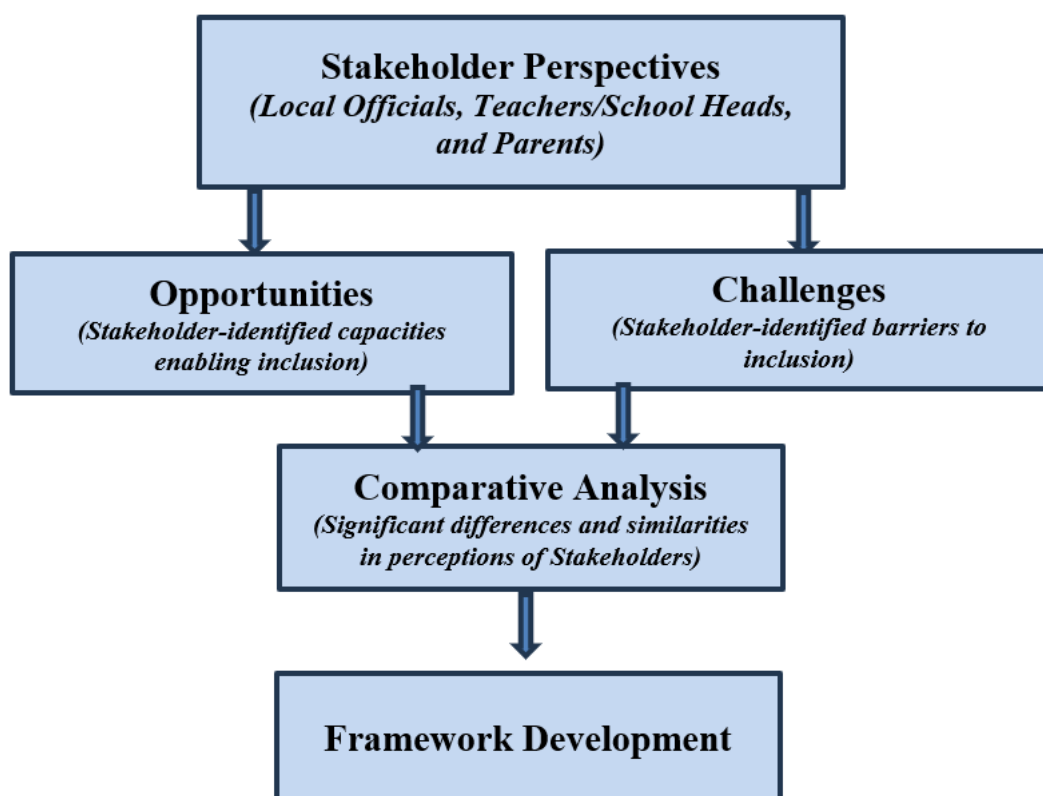 Stakeholder Perspectives
(Local Officials, Teachers/School Heads,
and Parents)
Opportunities
(Stakeholder-identified capacities
enabling inclusion)
Challenges
(Stakeholder-identified barriers to
inclusion)
Comparative Analysis
(Significant differences and similarities
in perceptions of Stakeholders)
Framework Development